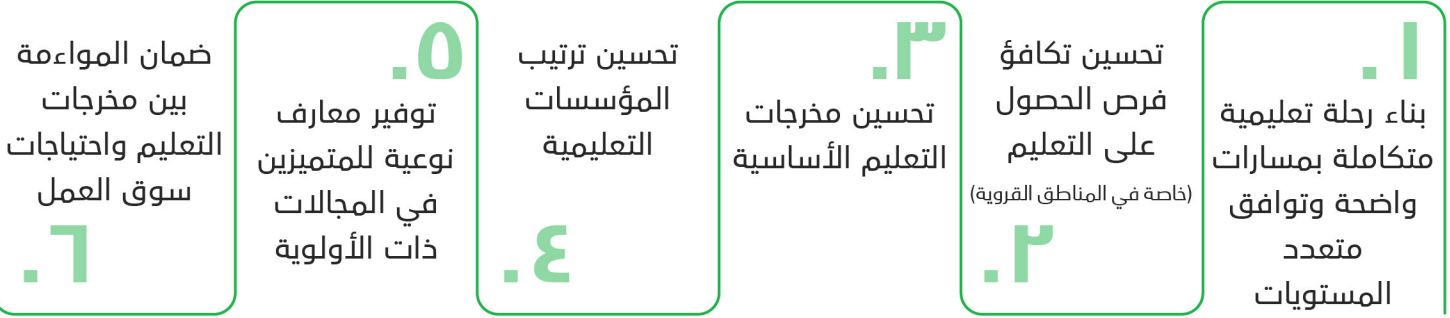 ١.
بناء رحلة تعليمية
متكاملة بمسارات
واضحة وتوافق
متعدد
المستويات
تحسين تكافؤ
فرص الحصول
على التعليم
(خاصة في المناطق القروية)
٢.
٣.
تحسين مخرجات
التعليم الأساسية
تحسين ترتيب
المؤسسات
التعليمية
٤.
٥.
توفير معارف
نوعية للمتميزين
في المجالات
ذات الأولوية
ضمان المواءمة
بين مخرجات
التعليم واحتياجات
سوق العمل
٦.